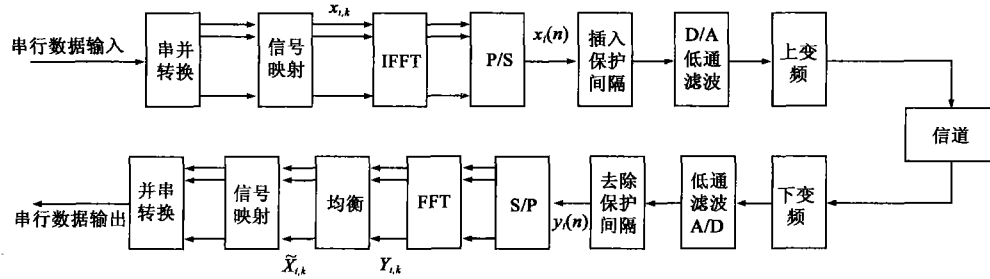 串行数据输入
串并
转换
信号
映射
x_{i,k}
IFFT
P/S
x_i(n)
插入
保护
间隔
D/A
低通
滤波
上变
频
信道
下变
频
低通
滤波
A/D
去除
保护
间隔
y_i(n)
S/P
FFT
Y_{i,k}
均衡
X̃_{i,k}
信号
映射
并串
转换
串行数据输出